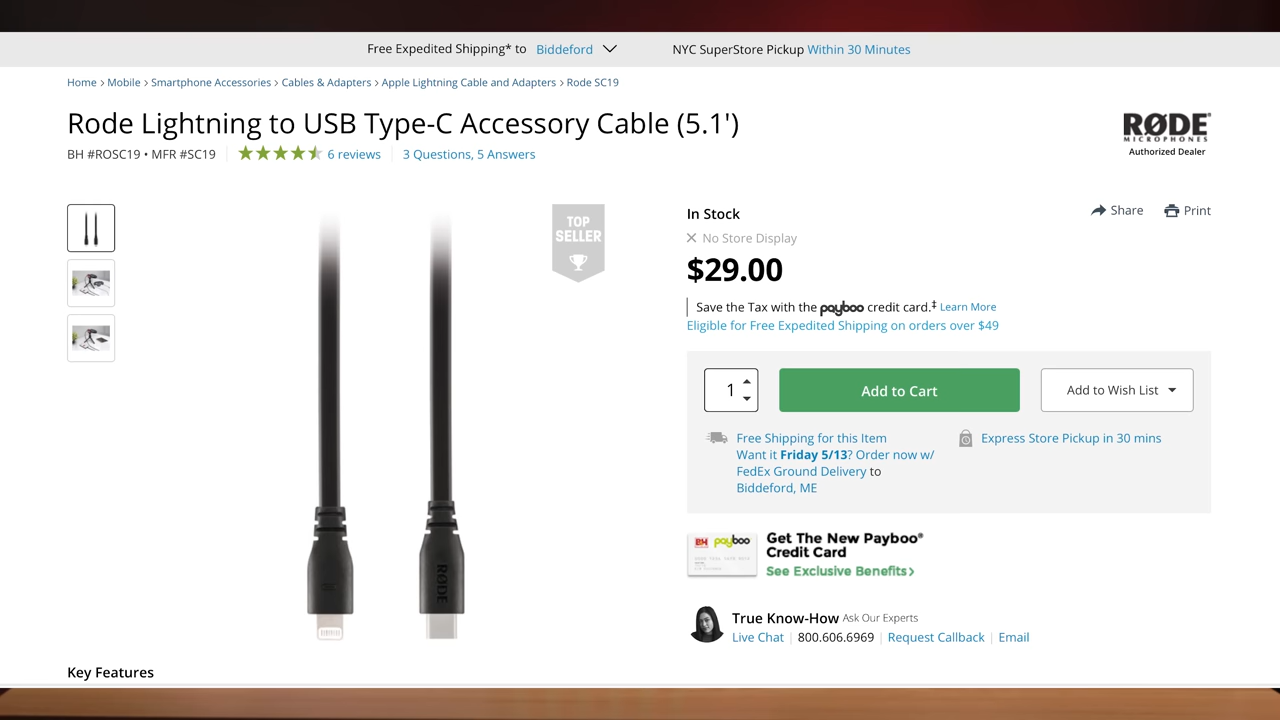 Free Expedited Shipping* to Biddeford NYC SuperStore Pickup Within 30 Minutes
Home > Mobile > Smartphone Accessories > Cables & Adapters > Apple Lightning Cable and Adapters > Rode SC19
Rode Lightning to USB Type-C Accessory Cable (5.1')
BH #ROSC19 • MFR #SC19 6 reviews 3 Questions, 5 Answers
RØDE®
MICROPHONES
Authorized Dealer
TOP
SELLER
RØDE
In Stock
Share Print
No Store Display
$29.00
Save the Tax with the payboo credit card.‡ Learn More
Eligible for Free Expedited Shipping on orders over $49
1 Add to Cart Add to Wish List
Free Shipping for this Item
Want it Friday 5/13? Order now w/
FedEx Ground Delivery to
Biddeford, ME
Express Store Pickup in 30 mins
BH payboo
Get The New Payboo®
Credit Card
See Exclusive Benefits>
True Know-How Ask Our Experts
Live Chat 800.606.6969 Request Callback Email
Key Features